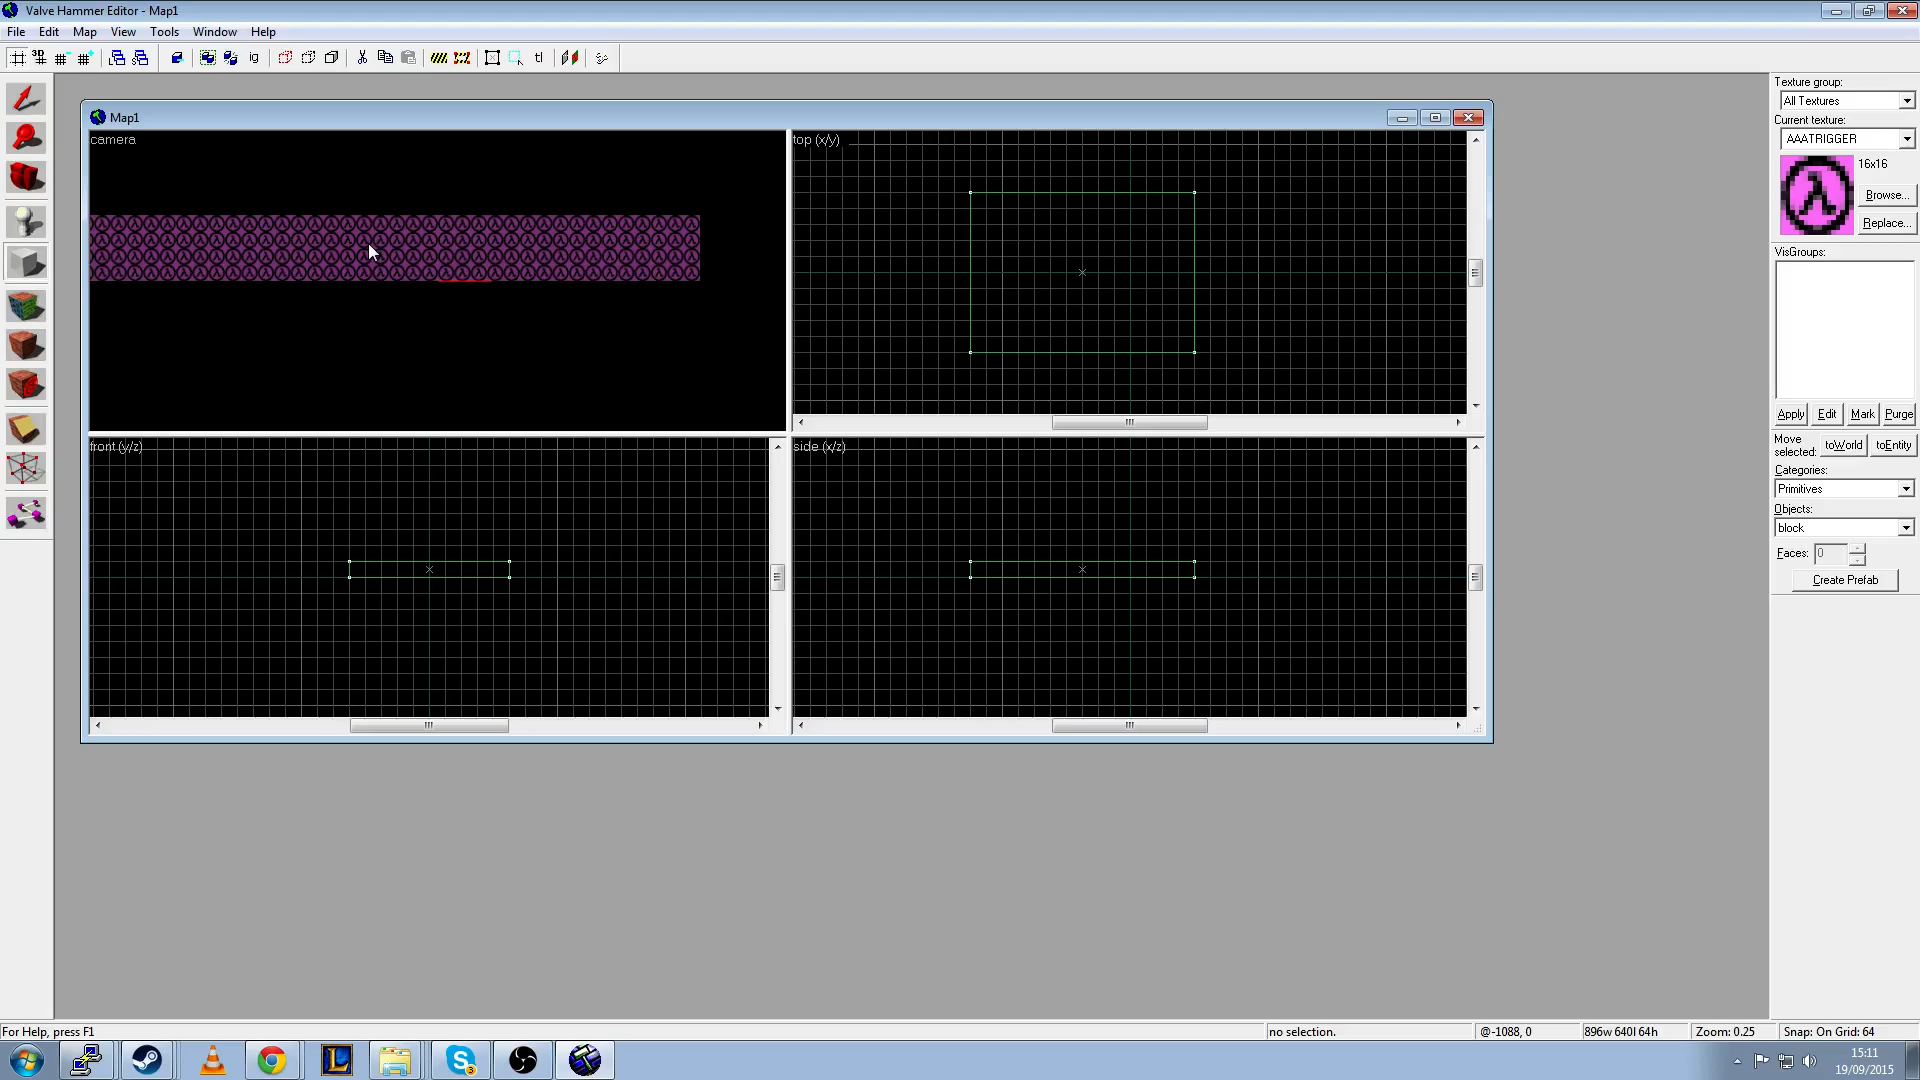 Valve Hammer Editor - Map1
File Edit Map View Tools Window Help
3D
ig
tl
Map1
camera
top (x/y)
front (y/z)
side (x/z)
Texture group:
All Textures
Current texture:
AAATRIGGER
16x16
Browse...
Replace...
VisGroups:
Apply Edit Mark Purge
Move
selected:
toWorld toEntity
Categories:
Primitives
Objects:
block
Faces: 0
Create Prefab
For Help, press F1
no selection.
@-1088, 0
896w 640l 64h
Zoom: 0.25
Snap: On Grid: 64
15:11
19/09/2015